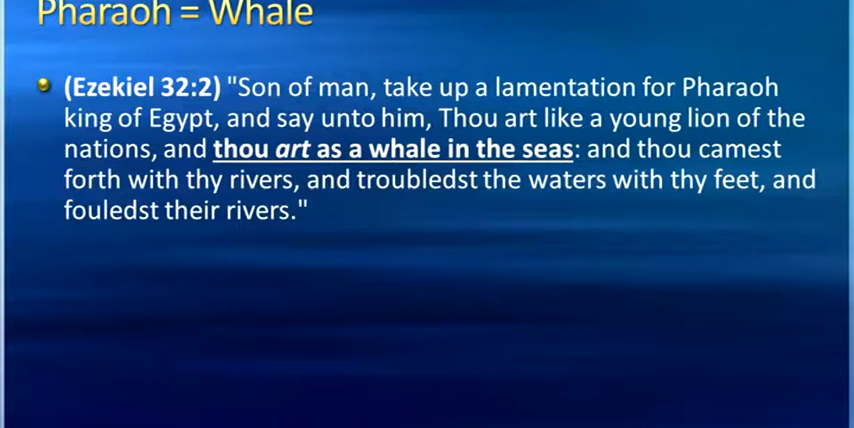 Pharaoh = Whale
(Ezekiel 32:2) "Son of man, take up a lamentation for Pharaoh
king of Egypt, and say unto him, Thou art like a young lion of the
nations, and thou art as a whale in the seas: and thou camest
forth with thy rivers, and troubledst the waters with thy feet, and
fouledst their rivers."